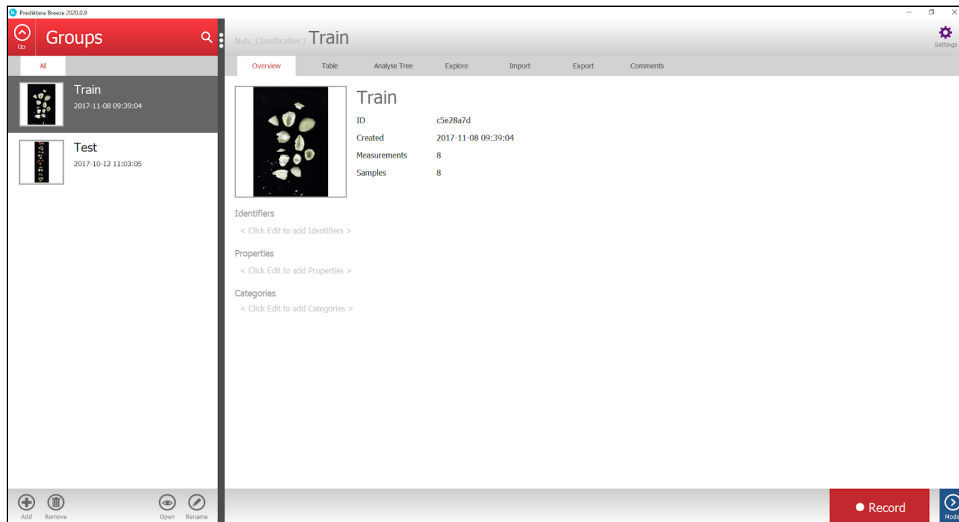 Prediktera Breeze 2020.0.9
Up
Groups
Nuts_Classification / Train
Settings
All
Overview
Table
Analyse Tree
Explore
Import
Export
Comments
Train
2017-11-08 09:39:04
Test
2017-10-12 11:03:05
Train
ID c5e28a7d
Created 2017-11-08 09:39:04
Measurements 8
Samples 8
Identifiers
< Click Edit to add Identifiers >
Properties
< Click Edit to add Properties >
Categories
< Click Edit to add Categories >
Add
Remove
Open
Rename
Record
Mode